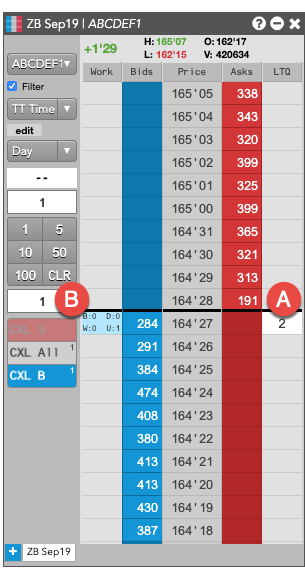 ZB Sep19 | ABCDEF1
+1'29 H: 165'07 O: 162'17
L: 162'15 V: 420634
ABCDEF1
Filter
TT Time
edit
Day
--
1
1 5
10 50
100 CLR
1
B
CXL S
CXL All 1
CXL B 1
Work Bids Price Asks LTQ
165'05 338
165'04 343
165'03 320
165'02 399
165'01 325
165'00 399
164'31 365
164'30 321
164'29 313
164'28 191
A
B:0 D:0
W:0 U:1
284 164'27 2
291 164'26
384 164'25
474 164'24
408 164'23
380 164'22
413 164'21
413 164'20
430 164'19
387 164'18
+ ZB Sep19